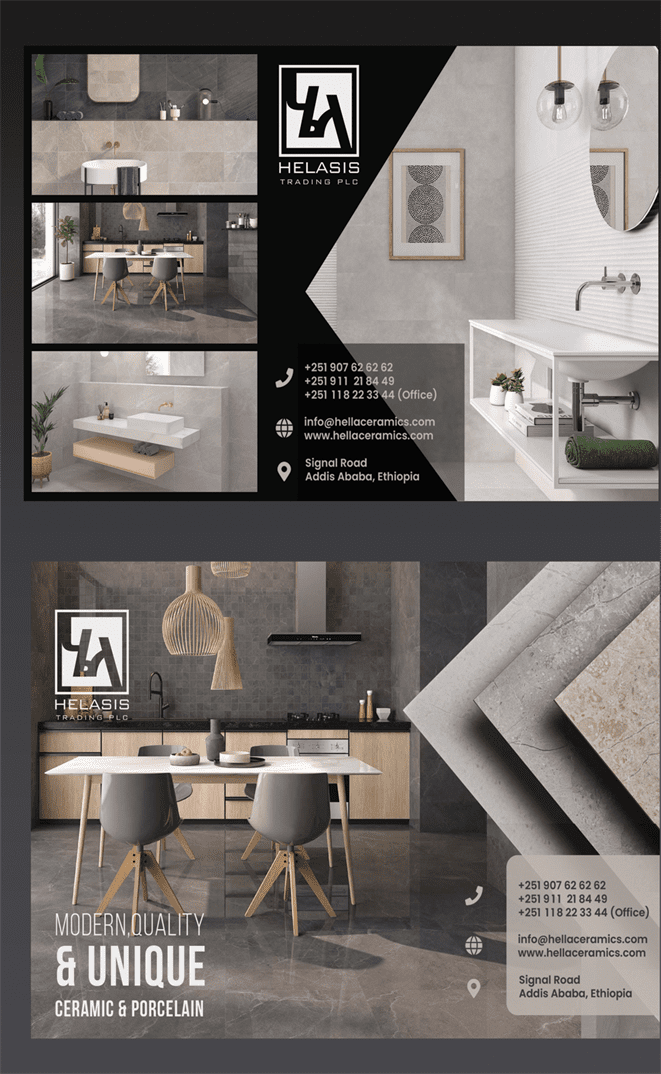 HELASIS
TRADING PLC
+251 907 62 62 62
+251 911 21 84 49
+251 118 22 33 44 (Office)
info@hellaceramics.com
www.hellaceramics.com
Signal Road
Addis Ababa, Ethiopia
HELASIS
TRADING PLC
MODERN,QUALITY
& UNIQUE
CERAMIC & PORCELAIN
+251 907 62 62 62
+251 911 21 84 49
+251 118 22 33 44 (Office)
info@hellaceramics.com
www.hellaceramics.com
Signal Road
Addis Ababa, Ethiopia